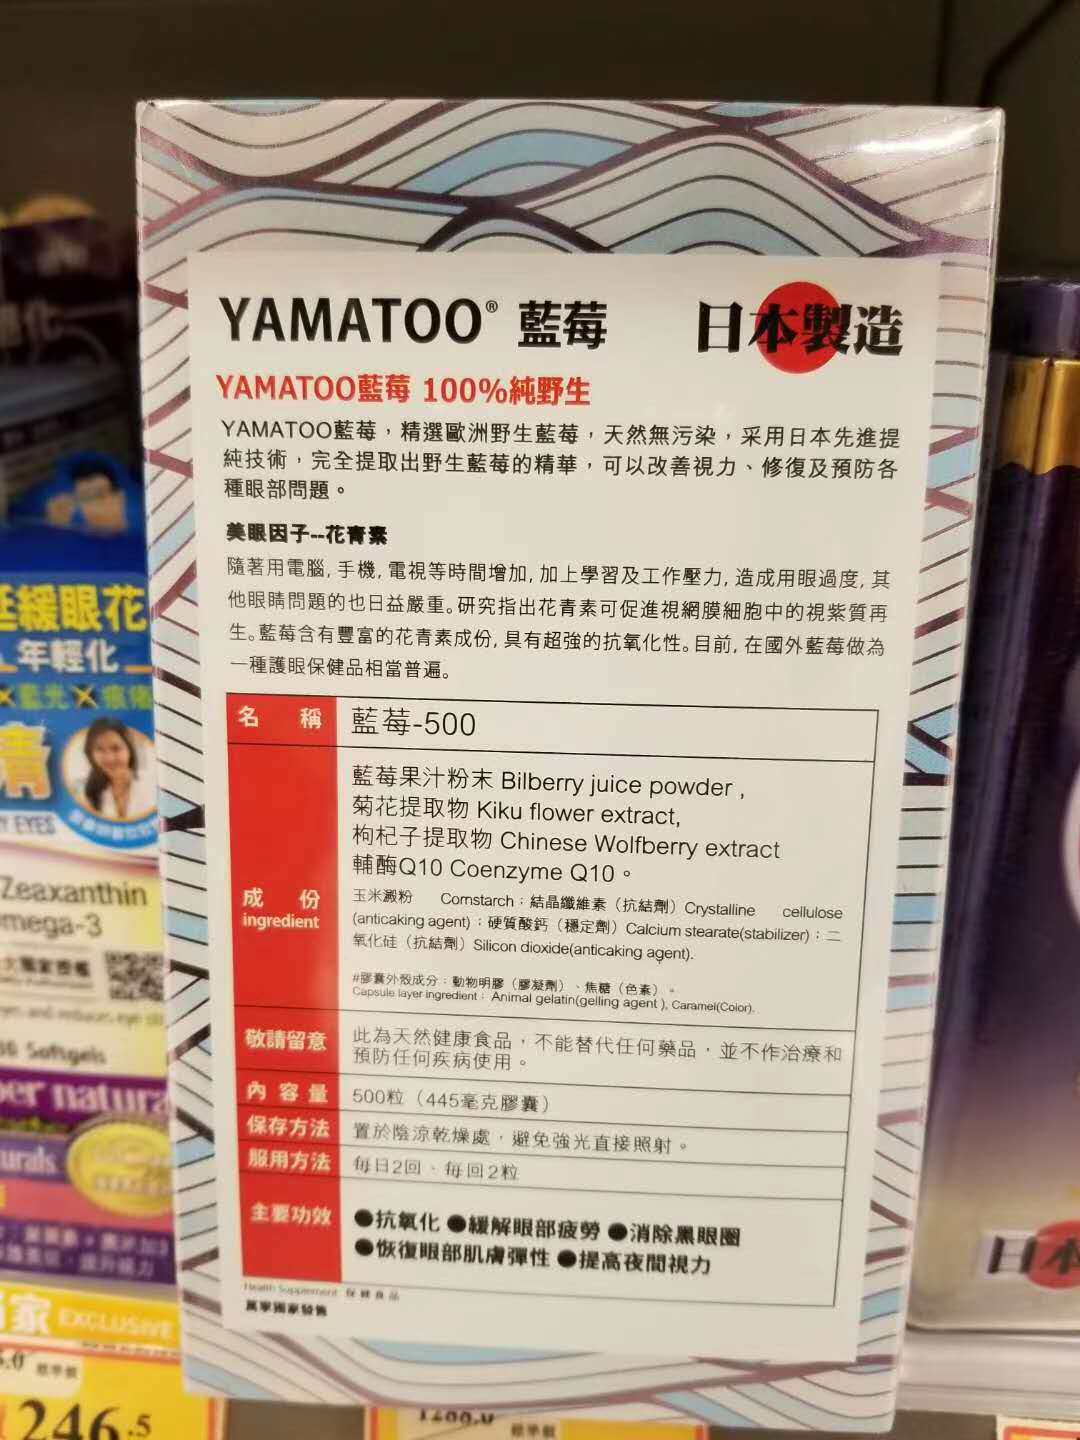 YAMATOO® 藍莓
日本製造
YAMATOO藍莓 100%純野生
YAMATOO藍莓，精選歐洲野生藍莓，天然無污染，采用日本先進提
純技術，完全提取出野生藍莓的精華，可以改善視力、修復及預防各
種眼部問題。
美眼因子--花青素
隨著用電腦,手機,電視等時間增加,加上學習及工作壓力,造成用眼過度,其
他眼睛問題的也日益嚴重。研究指出花青素可促進視網膜細胞中的視紫質再
生。藍莓含有豐富的花青素成份,具有超強的抗氧化性。目前,在國外藍莓做為
一種護眼保健品相當普遍。
名 稱 藍莓-500
成 份
ingredient
藍莓果汁粉末 Bilberry juice powder ,
菊花提取物 Kiku flower extract,
枸杞子提取物 Chinese Wolfberry extract
輔酶Q10 Coenzyme Q10。
玉米澱粉 Cornstarch；結晶纖維素（抗結劑）Crystalline cellulose
(anticaking agent)；硬質酸鈣（穩定劑）Calcium stearate(stabilizer)；二
氧化硅（抗結劑）Silicon dioxide(anticaking agent).
#膠囊外殼成分：動物明膠（膠凝劑）、焦糖（色素）。
Capsule layer ingredient：Animal gelatin(gelling agent ), Caramel(Color).
敬請留意 此為天然健康食品，不能替代任何藥品，並不作治療和
預防任何疾病使用。
內 容 量 500粒（445毫克膠囊）
保存方法 置於陰涼乾燥處，避免強光直接照射。
服用方法 每日2回、每回2粒
主要功效 ●抗氧化 ●緩解眼部疲勞 ●消除黑眼圈
●恢復眼部肌膚彈性 ●提高夜間視力
Health Supplement 保健食品
萬寧獨家發售
緩眼花
年輕化
藍光
EYES
Zeaxanthin
mega-3
Softgels
natura
urals
家 EXCLUSIVE
246.5
日本